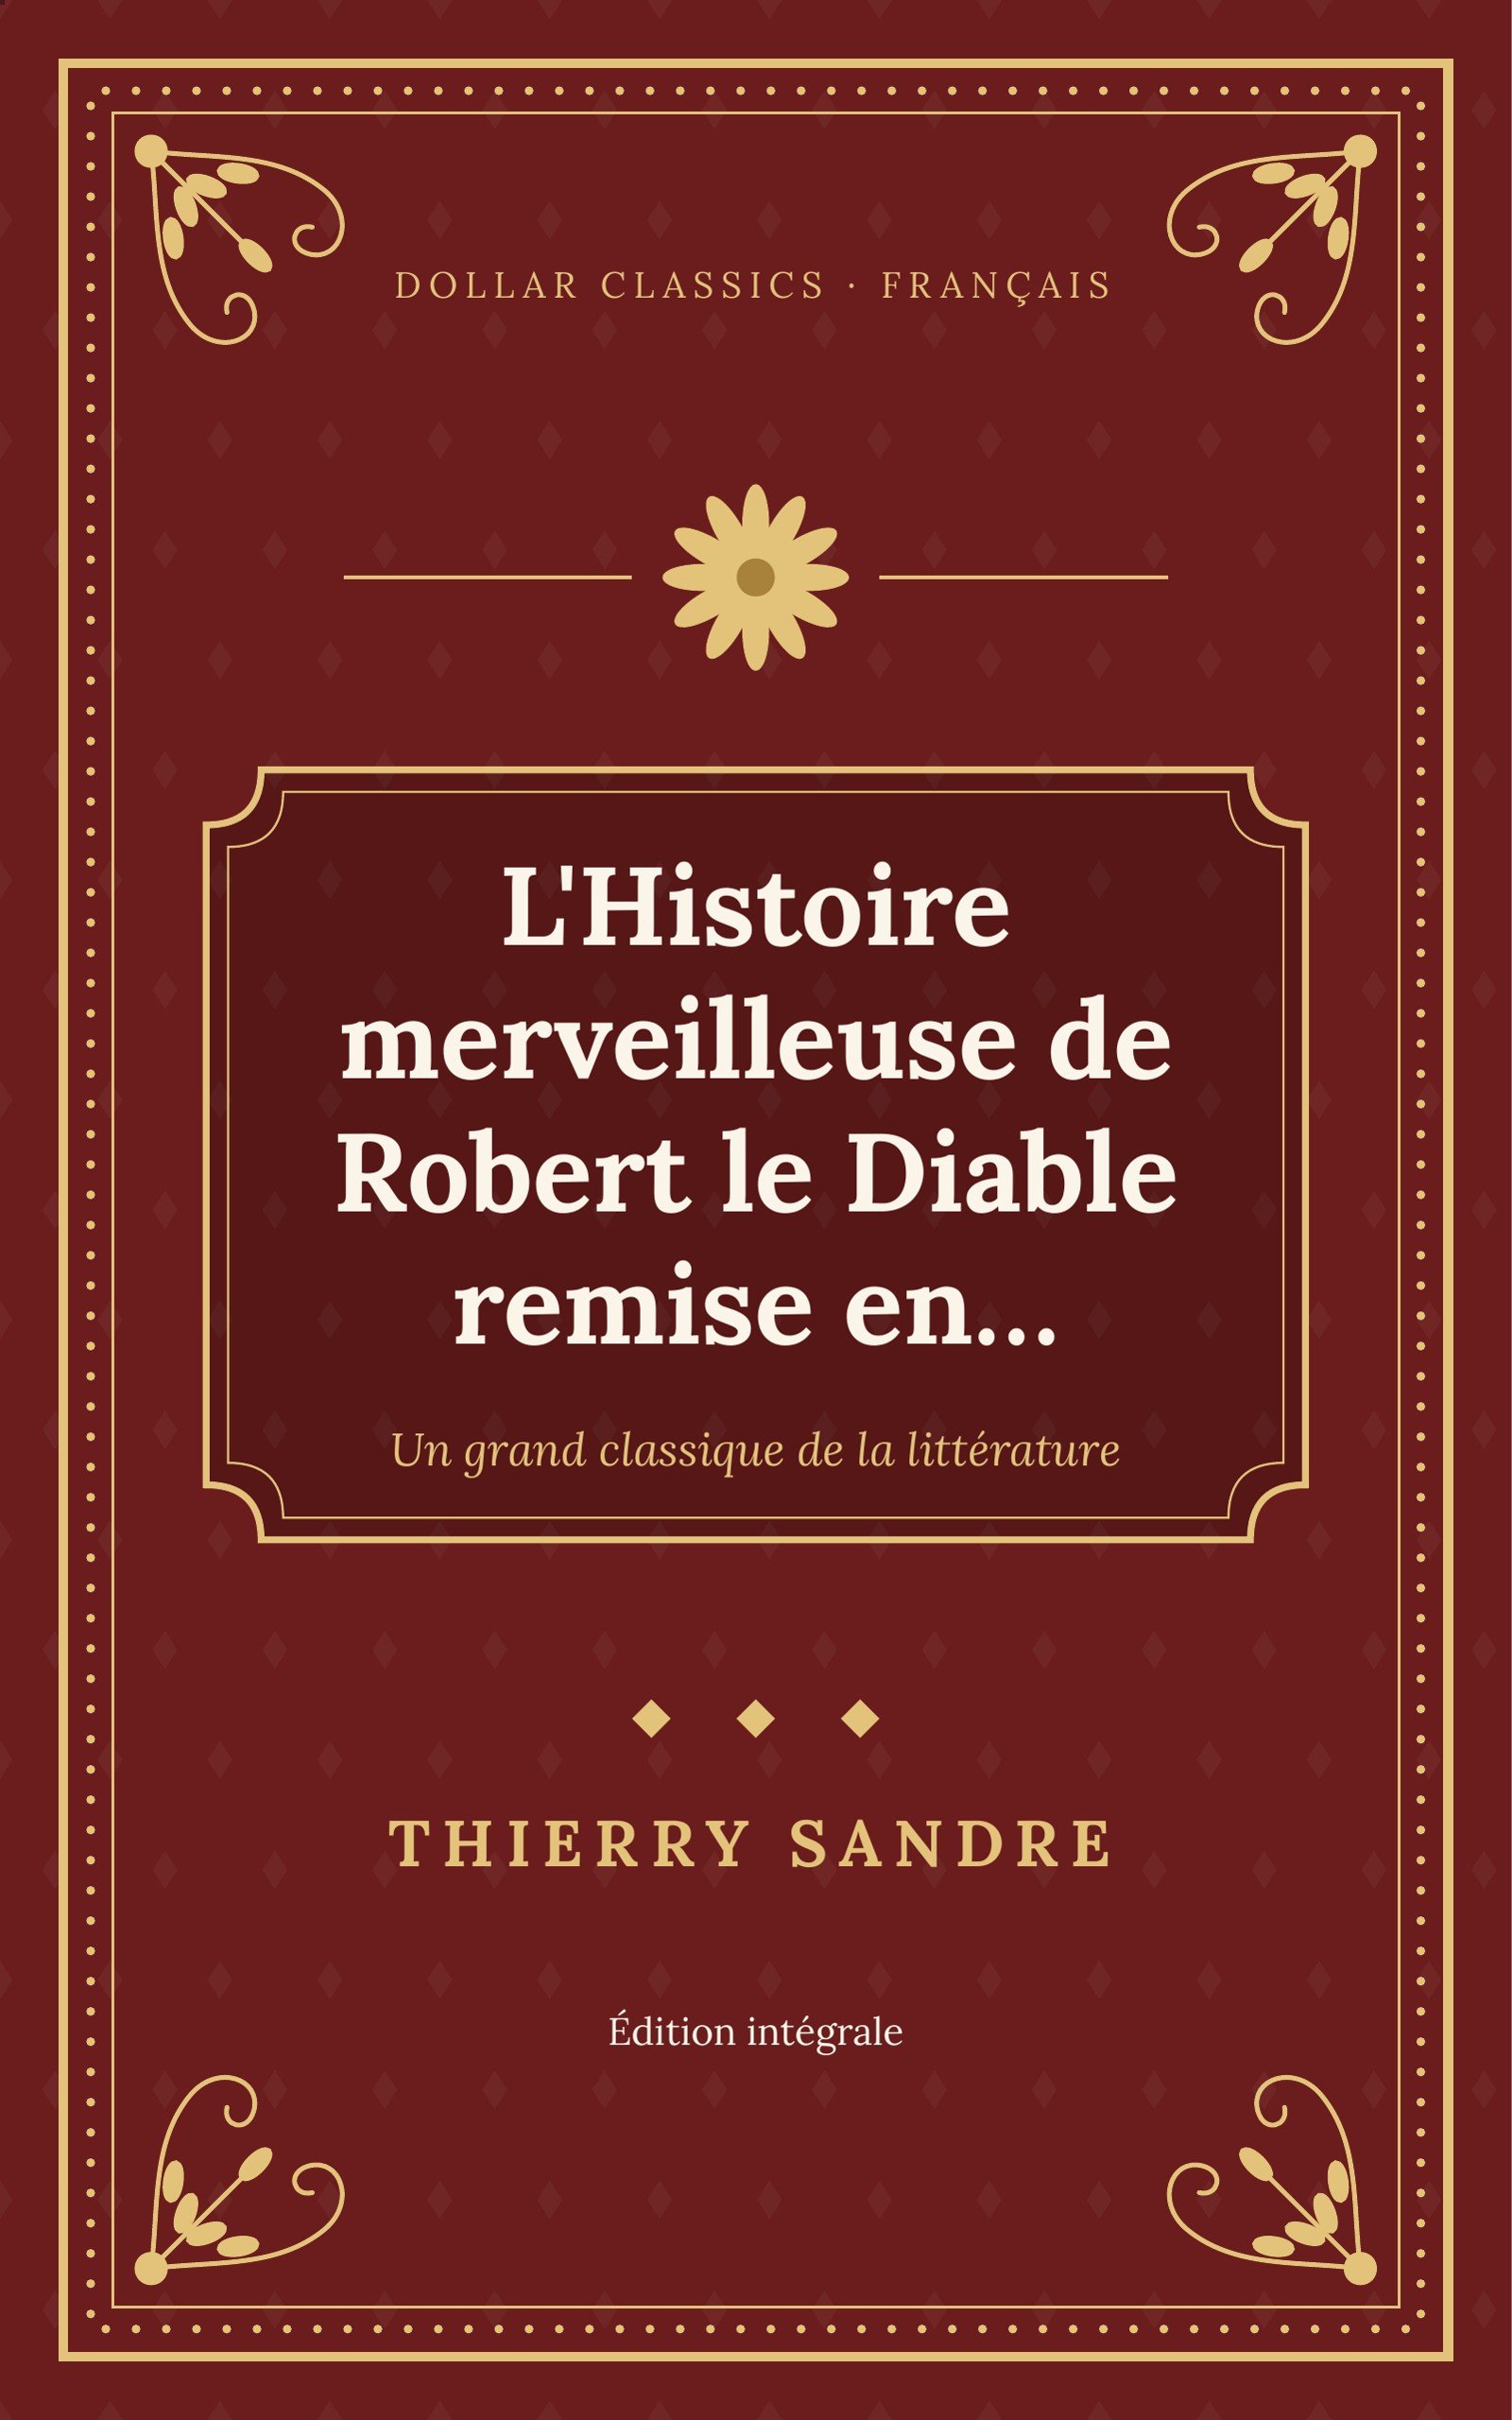 DOLLAR CLASSICS · FRANÇAIS
L'Histoire
merveilleuse de
Robert le Diable
remise en...
Un grand classique de la littérature
THIERRY SANDRE
Édition intégrale